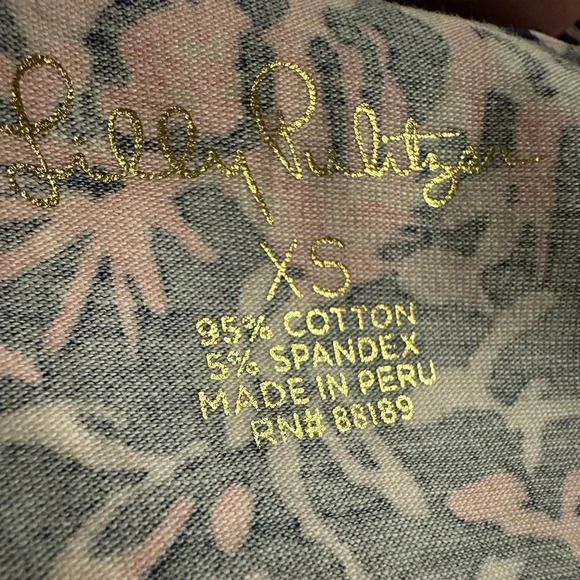 Lilly Pulitzer
XS
95% COTTON
5% SPANDEX
MADE IN PERU
RN# 88189